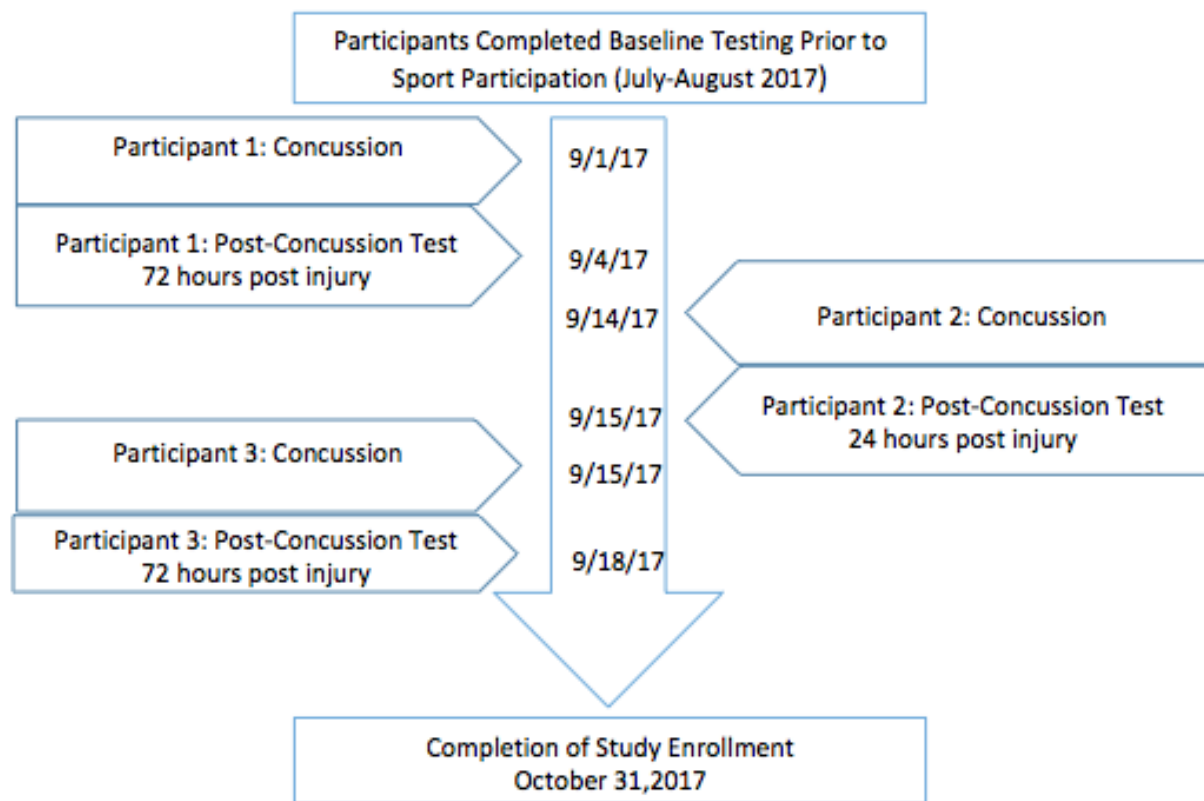 Participants Completed Baseline Testing Prior to
Sport Participation (July-August 2017)
Participant 1: Concussion
9/1/17
Participant 1: Post-Concussion Test
72 hours post injury
9/4/17
9/14/17
Participant 2: Concussion
9/15/17
Participant 2: Post-Concussion Test
24 hours post injury
Participant 3: Concussion
9/15/17
Participant 3: Post-Concussion Test
72 hours post injury
9/18/17
Completion of Study Enrollment
October 31,2017